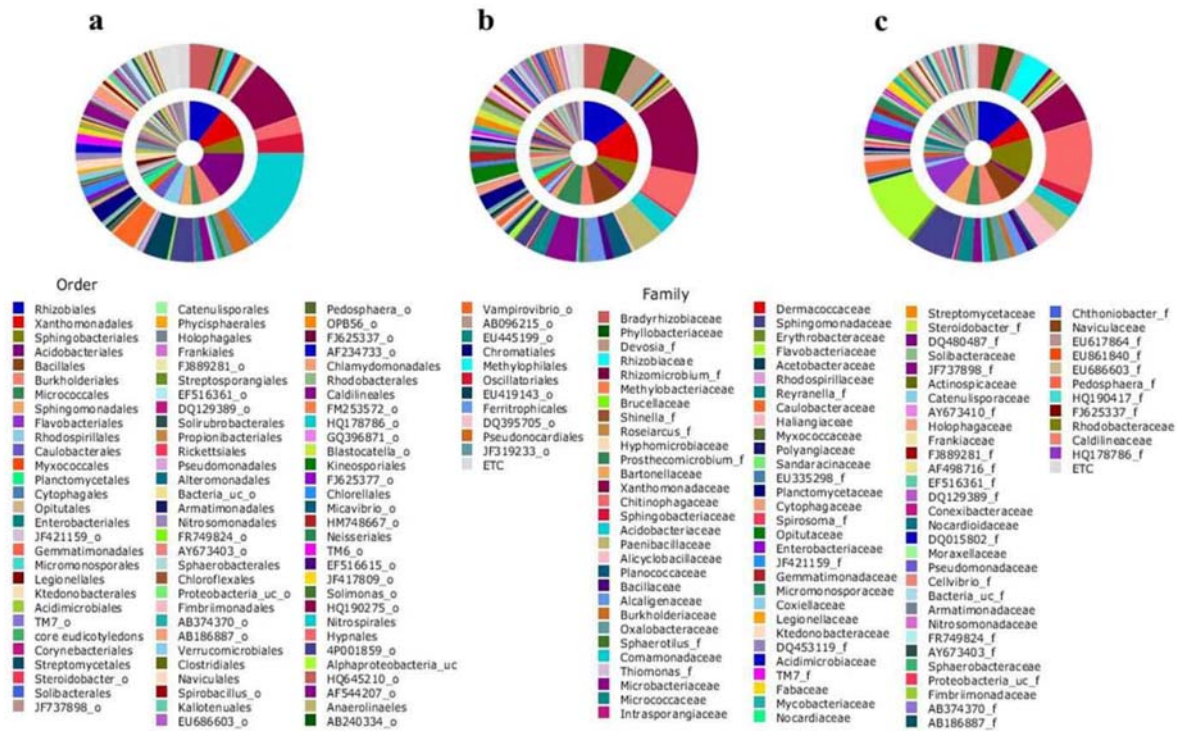 a
b
c
Order
Rhizobiales
Xanthomonadales
Sphingobacteriales
Acidobacteriales
Bacillales
Burkholderiales
Micrococcales
Sphingomonadales
Flavobacteriales
Rhodospirillales
Caulobacterales
Myxococcales
Planctomycetales
Cytophagales
Opitutales
Enterobacteriales
JF421159_o
Gemmatimonadales
Micromonosporales
Legionellales
Ktedonobacterales
Acidimicrobiales
TM7_o
core eudicotyledons
Corynebacteriales
Streptomycetales
Steroidobacter_o
Solibacterales
JF737898_o
Catenulisporales
Phycisphaerales
Holophagales
Frankiales
FJ889281_o
Streptosporangiales
EF516361_o
DQ129389_o
Solirubrobacterales
Propionibacteriales
Rickettsiales
Pseudomonadales
Alteromonadales
Bacteria_uc_o
Armatimonadales
Nitrosomonadales
FR749824_o
AY673403_o
Sphaerobacterales
Chloroflexales
Proteobacteria_uc_o
Fimbriimonadales
AB374370_o
AB186887_o
Verrucomicrobiales
Clostridiales
Naviculales
Spirobacillus_o
Kallotenuales
EU686603_o
Pedosphaera_o
OPB56_o
FJ625337_o
AF234733_o
Chlamydomonadales
Rhodobacterales
Caldilineales
FM253572_o
HQ178786_o
GQ396871_o
Blastocatella_o
Kineosporiales
FJ625377_o
Chlorellales
Micavibrio_o
HM748667_o
Neisseriales
TM6_o
EF516615_o
JF417809_o
Solimonas_o
HQ190275_o
Nitrospirales
Hypnales
4P001859_o
Alphaproteobacteria_uc
HQ645210_o
AF544207_o
Anaerolinaeles
AB240334_o
Vampirovibrio_o
AB096215_o
EU445199_o
Chromatiales
Methylophilales
Oscillatoriales
EU419143_o
Ferritrophicales
DQ395705_o
Pseudonocardiales
JF319233_o
ETC
Family
Bradyrhizobiaceae
Phyllobacteriaceae
Devosia_f
Rhizobiaceae
Rhizomicrobium_f
Methylobacteriaceae
Brucellaceae
Shinella_f
Roseiarcus_f
Hyphomicrobiaceae
Prosthecomicrobium_f
Bartonellaceae
Xanthomonadaceae
Chitinophagaceae
Sphingobacteriaceae
Acidobacteriaceae
Paenibacillaceae
Alicyclobacillaceae
Planococcaceae
Bacillaceae
Alcaligenaceae
Burkholderiaceae
Oxalobacteraceae
Sphaerotilus_f
Comamonadaceae
Thiomonas_f
Microbacteriaceae
Micrococcaceae
Intrasporangiaceae
Dermacoccaceae
Sphingomonadaceae
Erythrobacteraceae
Flavobacteriaceae
Acetobacteraceae
Rhodospirillaceae
Reyranella_f
Caulobacteraceae
Haliangiaceae
Myxococcaceae
Polyangiaceae
Sandaracinaceae
EU335298_f
Planctomycetaceae
Cytophagaceae
Spirosoma_f
Opitutaceae
Enterobacteriaceae
JF421159_f
Gemmatimonadaceae
Micromonosporaceae
Coxiellaceae
Legionellaceae
Ktedonobacteraceae
DQ453119_f
Acidimicrobiaceae
TM7_f
Fabaceae
Mycobacteriaceae
Nocardiaceae
Streptomycetaceae
Steroidobacter_f
DQ480487_f
Solibacteraceae
JF737898_f
Actinospicaceae
Catenulisporaceae
AY673410_f
Holophagaceae
Frankiaceae
FJ889281_f
AF498716_f
EF516361_f
DQ129389_f
Conexibacteraceae
Nocardioidaceae
DQ015802_f
Moraxellaceae
Pseudomonadaceae
Cellvibrio_f
Bacteria_uc_f
Armatimonadaceae
Nitrosomonadaceae
FR749824_f
AY673403_f
Sphaerobacteraceae
Proteobacteria_uc_f
Fimbriimonadaceae
AB374370_f
AB186887_f
Chthoniobacter_f
Naviculaceae
EU617864_f
EU861840_f
EU686603_f
Pedosphaera_f
HQ190417_f
FJ625337_f
Rhodobacteraceae
Caldilineaceae
HQ178786_f
ETC